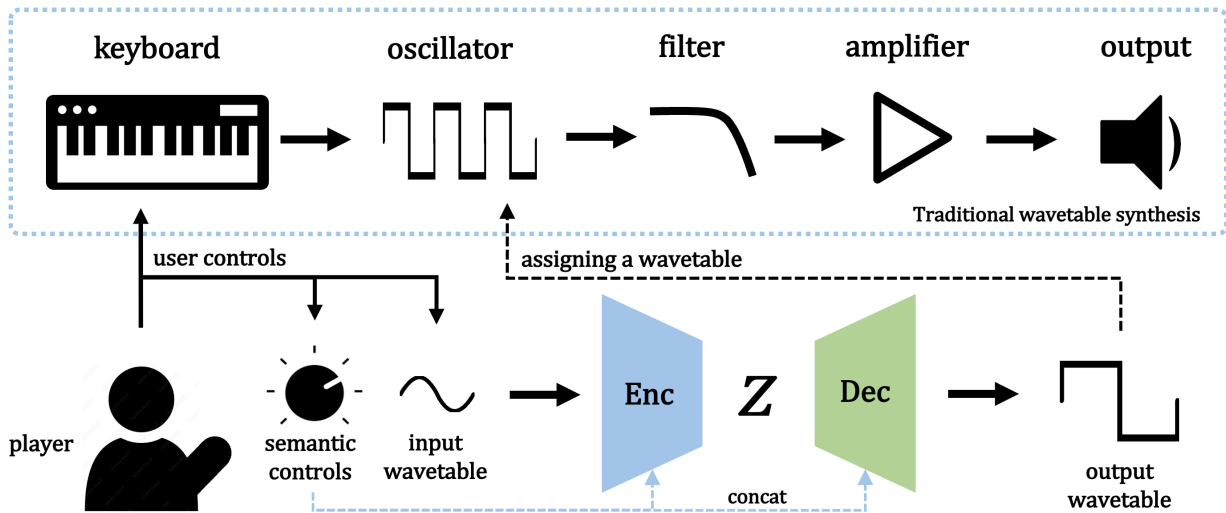 keyboard
oscillator
filter
amplifier
output
Traditional wavetable synthesis
user controls
assigning a wavetable
Enc
Z
Dec
player
semantic
controls
input
wavetable
output
wavetable
concat